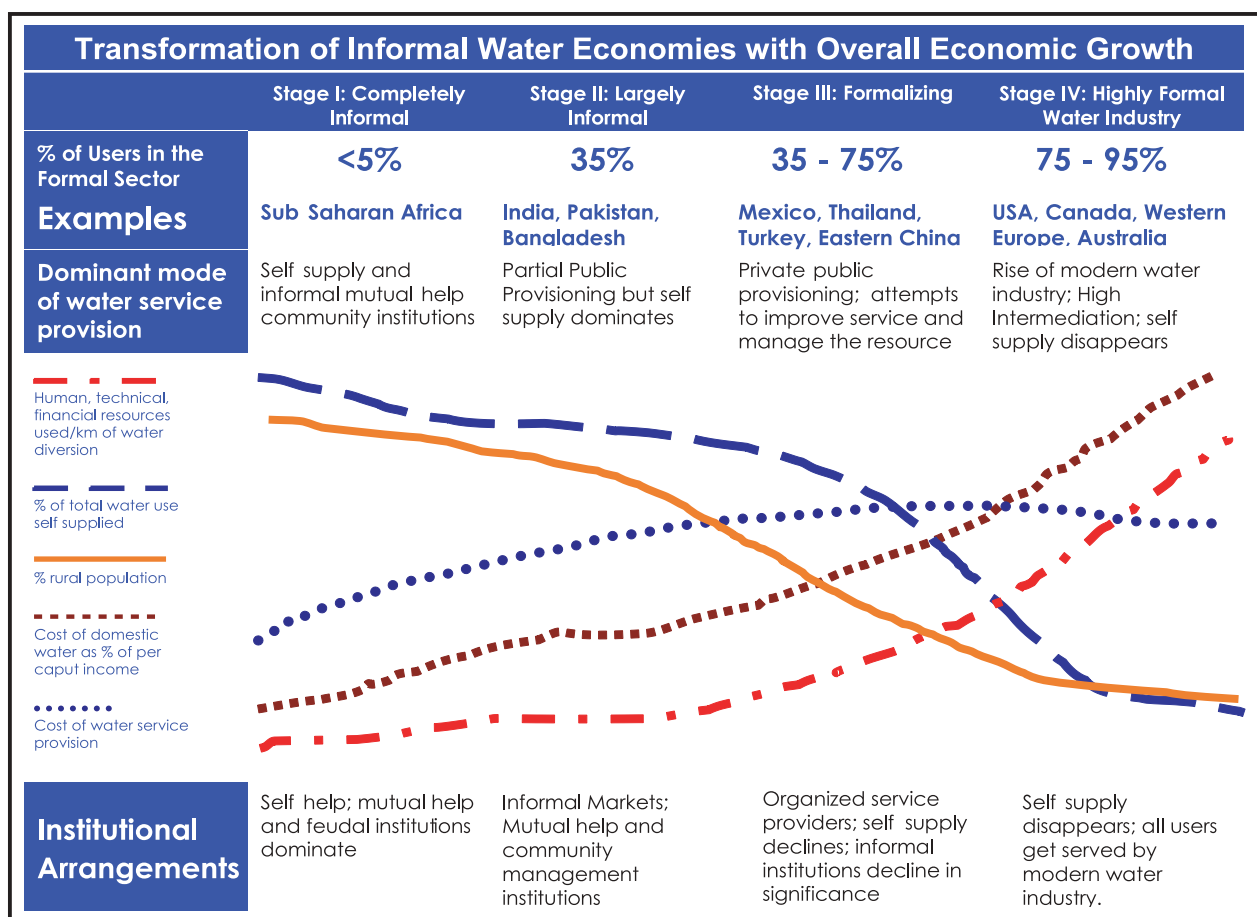 Transformation of Informal Water Economies with Overall Economic Growth
Stage I: Completely
Informal
Stage II: Largely
Informal
Stage III: Formalizing
Stage IV: Highly Formal
Water Industry
% of Users in the
Formal Sector
<5%
35%
35 - 75%
75 - 95%
Examples
Sub Saharan Africa
India, Pakistan,
Bangladesh
Mexico, Thailand,
Turkey, Eastern China
USA, Canada, Western
Europe, Australia
Dominant mode
of water service
provision
Self supply and
informal mutual help
community institutions
Partial Public
Provisioning but self
supply dominates
Private public
provisioning; attempts
to improve service and
manage the resource
Rise of modern water
industry; High
Intermediation; self
supply disappears
Human, technical,
financial resources
used/km of water
diversion
% of total water use
self supplied
% rural population
Cost of domestic
water as % of per
caput income
Cost of water service
provision
Institutional
Arrangements
Self help; mutual help
and feudal institutions
dominate
Informal Markets;
Mutual help and
community
management
institutions
Organized service
providers; self supply
declines; informal
institutions decline in
significance
Self supply
disappears; all users
get served by
modern water
industry.